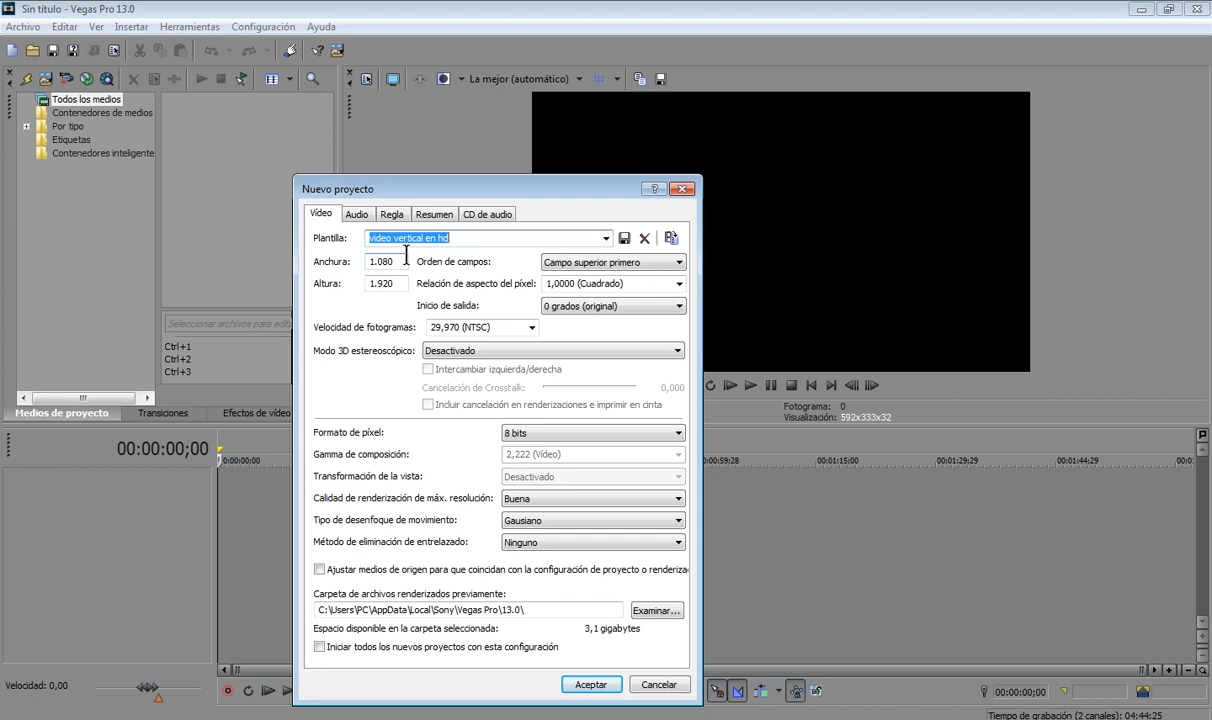 Sin título - Vegas Pro 13.0
Archivo Editar Ver Insertar Herramientas Configuración Ayuda
La mejor (automático)
Todos los medios
Contenedores de medios
Por tipo
Etiquetas
Contenedores inteligente
Seleccionar archivos para edita
Ctrl+1
Ctrl+2
Ctrl+3
Medios de proyecto Transiciones Efectos de vídeo
Nuevo proyecto
Vídeo Audio Regla Resumen CD de audio
Plantilla: video vertical en hd
Anchura: 1.080 Orden de campos: Campo superior primero
Altura: 1.920 Relación de aspecto del píxel: 1,0000 (Cuadrado)
Inicio de salida: 0 grados (original)
Velocidad de fotogramas: 29,970 (NTSC)
Modo 3D estereoscópico: Desactivado
Intercambiar izquierda/derecha
Cancelación de Crosstalk: 0,000
Incluir cancelación en renderizaciones e imprimir en cinta
Formato de píxel: 8 bits
Gamma de composición: 2,222 (Vídeo)
Transformación de la vista: Desactivado
Calidad de renderización de máx. resolución: Buena
Tipo de desenfoque de movimiento: Gausiano
Método de eliminación de entrelazado: Ninguno
Ajustar medios de origen para que coincidan con la configuración de proyecto o renderiza
Carpeta de archivos renderizados previamente:
C:\Users\PC\AppData\Local\Sony\Vegas Pro\13.0\ Examinar...
Espacio disponible en la carpeta seleccionada: 3,1 gigabytes
Iniciar todos los nuevos proyectos con esta configuración
Aceptar Cancelar
Fotograma: 0
Visualización: 592x333x32
00:00:00;00
0:00:00;00 0:00:59;28 00:01:15;00 00:01:29;29 00:01:44;29 00:0
Velocidad: 0,00
00:00:00;00
Tiempo de grabación (2 canales): 04:44:25